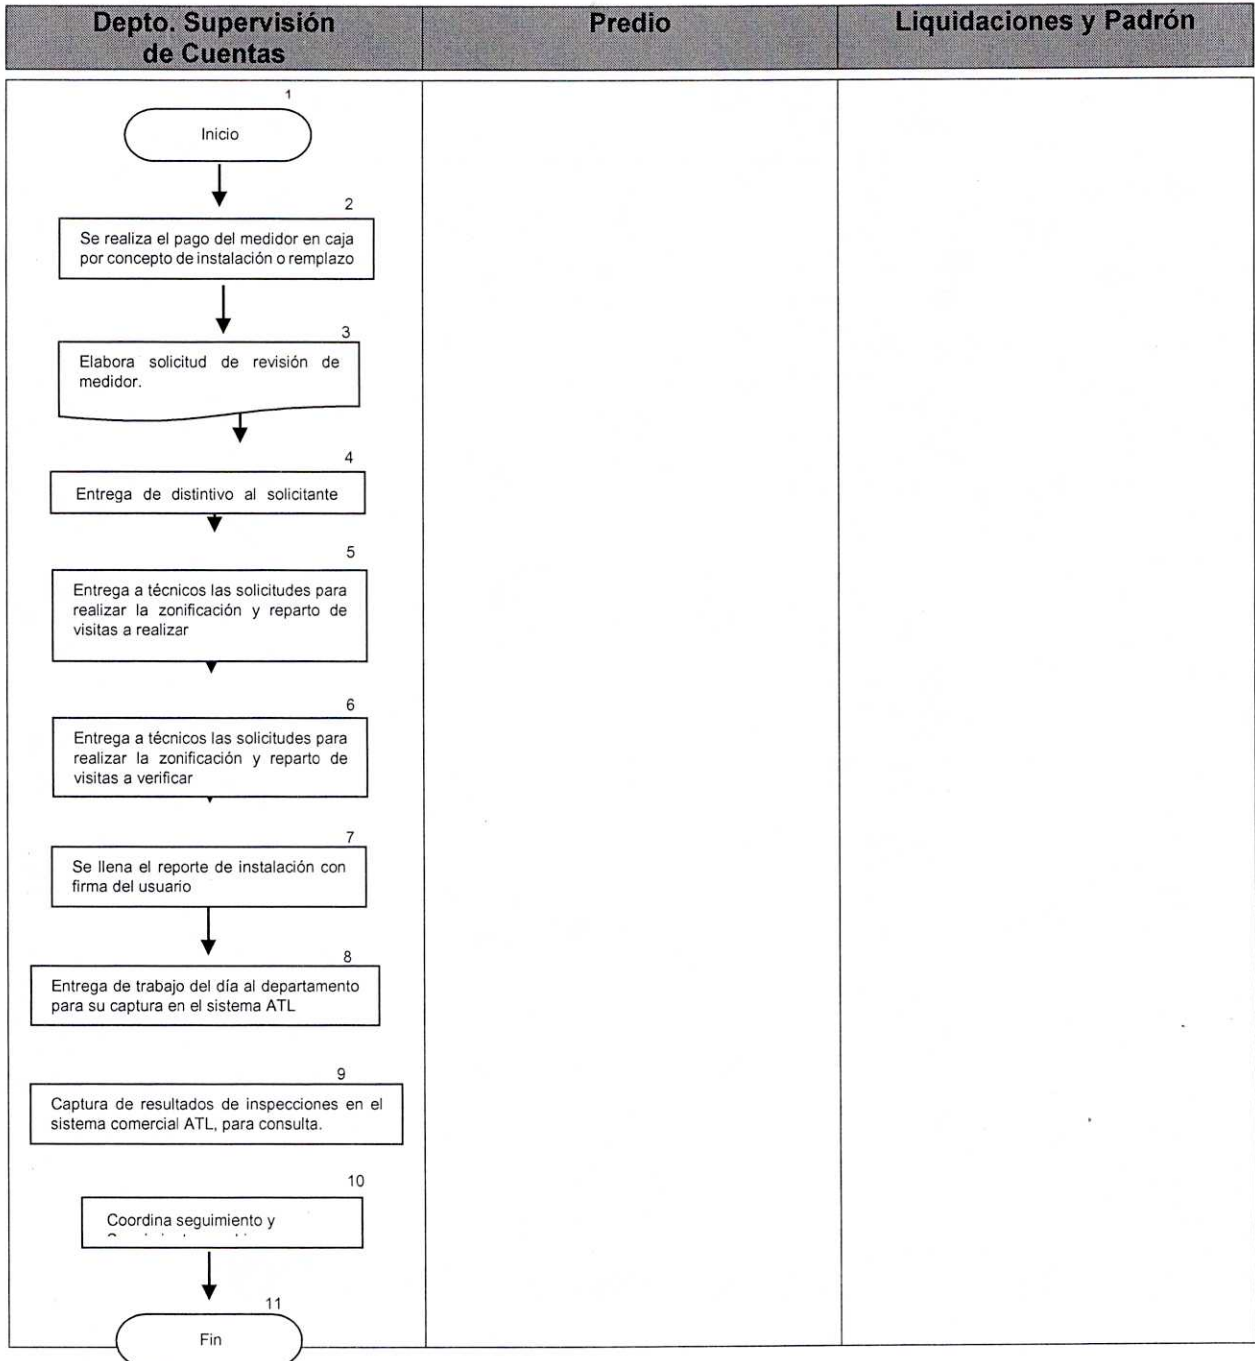 Depto. Supervisión
de Cuentas
Predio
Liquidaciones y Padrón
1
Inicio
2
Se realiza el pago del medidor en caja
por concepto de instalación o remplazo
3
Elabora solicitud de revisión de
medidor.
4
Entrega de distintivo al solicitante
5
Entrega a técnicos las solicitudes para
realizar la zonificación y reparto de
visitas a realizar
6
Entrega a técnicos las solicitudes para
realizar la zonificación y reparto de
visitas a verificar
7
Se llena el reporte de instalación con
firma del usuario
8
Entrega de trabajo del día al departamento
para su captura en el sistema ATL
9
Captura de resultados de inspecciones en el
sistema comercial ATL, para consulta.
10
Coordina seguimiento y
11
Fin